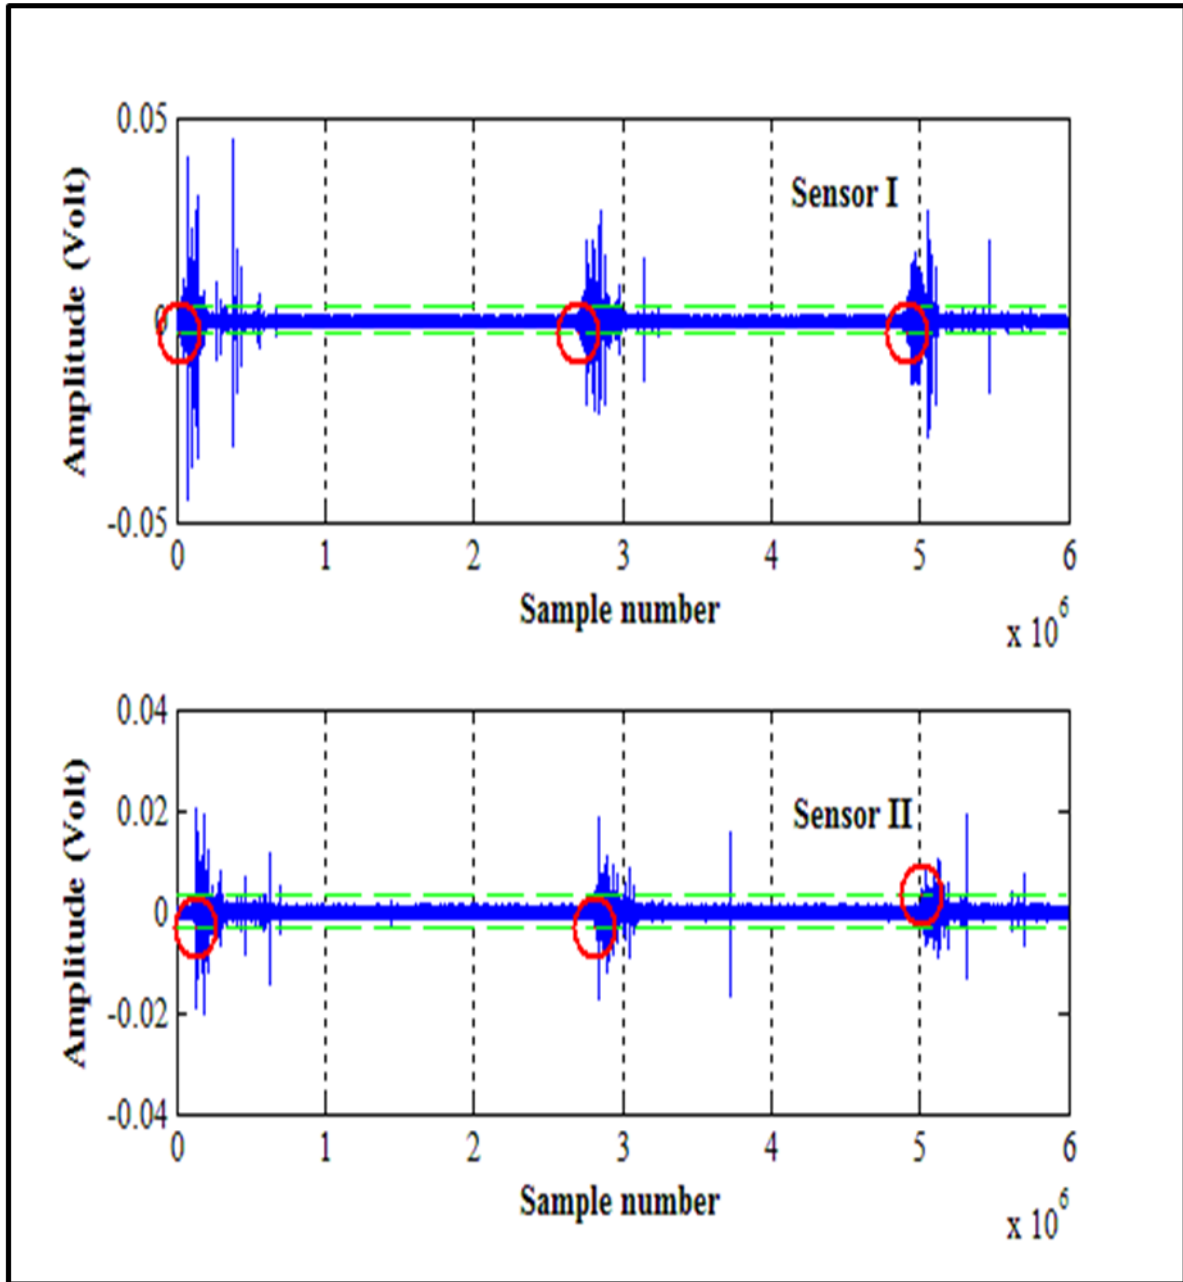 0.05
Sensor I
Amplitude (Volt)
0
-0.05
0 1 2 3 4 5 6
Sample number
x 10^6
0.04
0.02
Sensor II
Amplitude (Volt)
0
-0.02
-0.04
0 1 2 3 4 5 6
Sample number
x 10^6